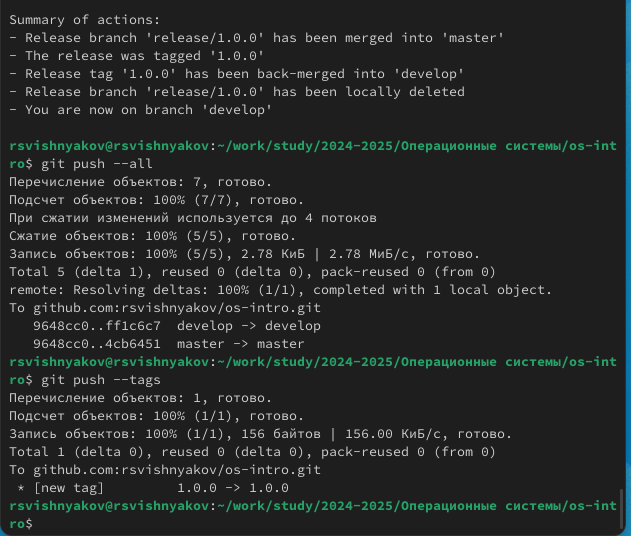 Summary of actions:
- Release branch 'release/1.0.0' has been merged into 'master'
- The release was tagged '1.0.0'
- Release tag '1.0.0' has been back-merged into 'develop'
- Release branch 'release/1.0.0' has been locally deleted
- You are now on branch 'develop'
rsvishnyakov@rsvishnyakov:~/work/study/2024-2025/Операционные системы/os-int
ro$ git push --all
Перечисление объектов: 7, готово.
Подсчет объектов: 100% (7/7), готово.
При сжатии изменений используется до 4 потоков
Сжатие объектов: 100% (5/5), готово.
Запись объектов: 100% (5/5), 2.78 КиБ | 2.78 МиБ/с, готово.
Total 5 (delta 1), reused 0 (delta 0), pack-reused 0 (from 0)
remote: Resolving deltas: 100% (1/1), completed with 1 local object.
To github.com:rsvishnyakov/os-intro.git
   9648cc0..ff1c6c7  develop -> develop
   9648cc0..4cb6451  master -> master
rsvishnyakov@rsvishnyakov:~/work/study/2024-2025/Операционные системы/os-int
ro$ git push --tags
Перечисление объектов: 1, готово.
Подсчет объектов: 100% (1/1), готово.
Запись объектов: 100% (1/1), 156 байтов | 156.00 КиБ/с, готово.
Total 1 (delta 0), reused 0 (delta 0), pack-reused 0 (from 0)
To github.com:rsvishnyakov/os-intro.git
 * [new tag]         1.0.0 -> 1.0.0
rsvishnyakov@rsvishnyakov:~/work/study/2024-2025/Операционные системы/os-int
ro$